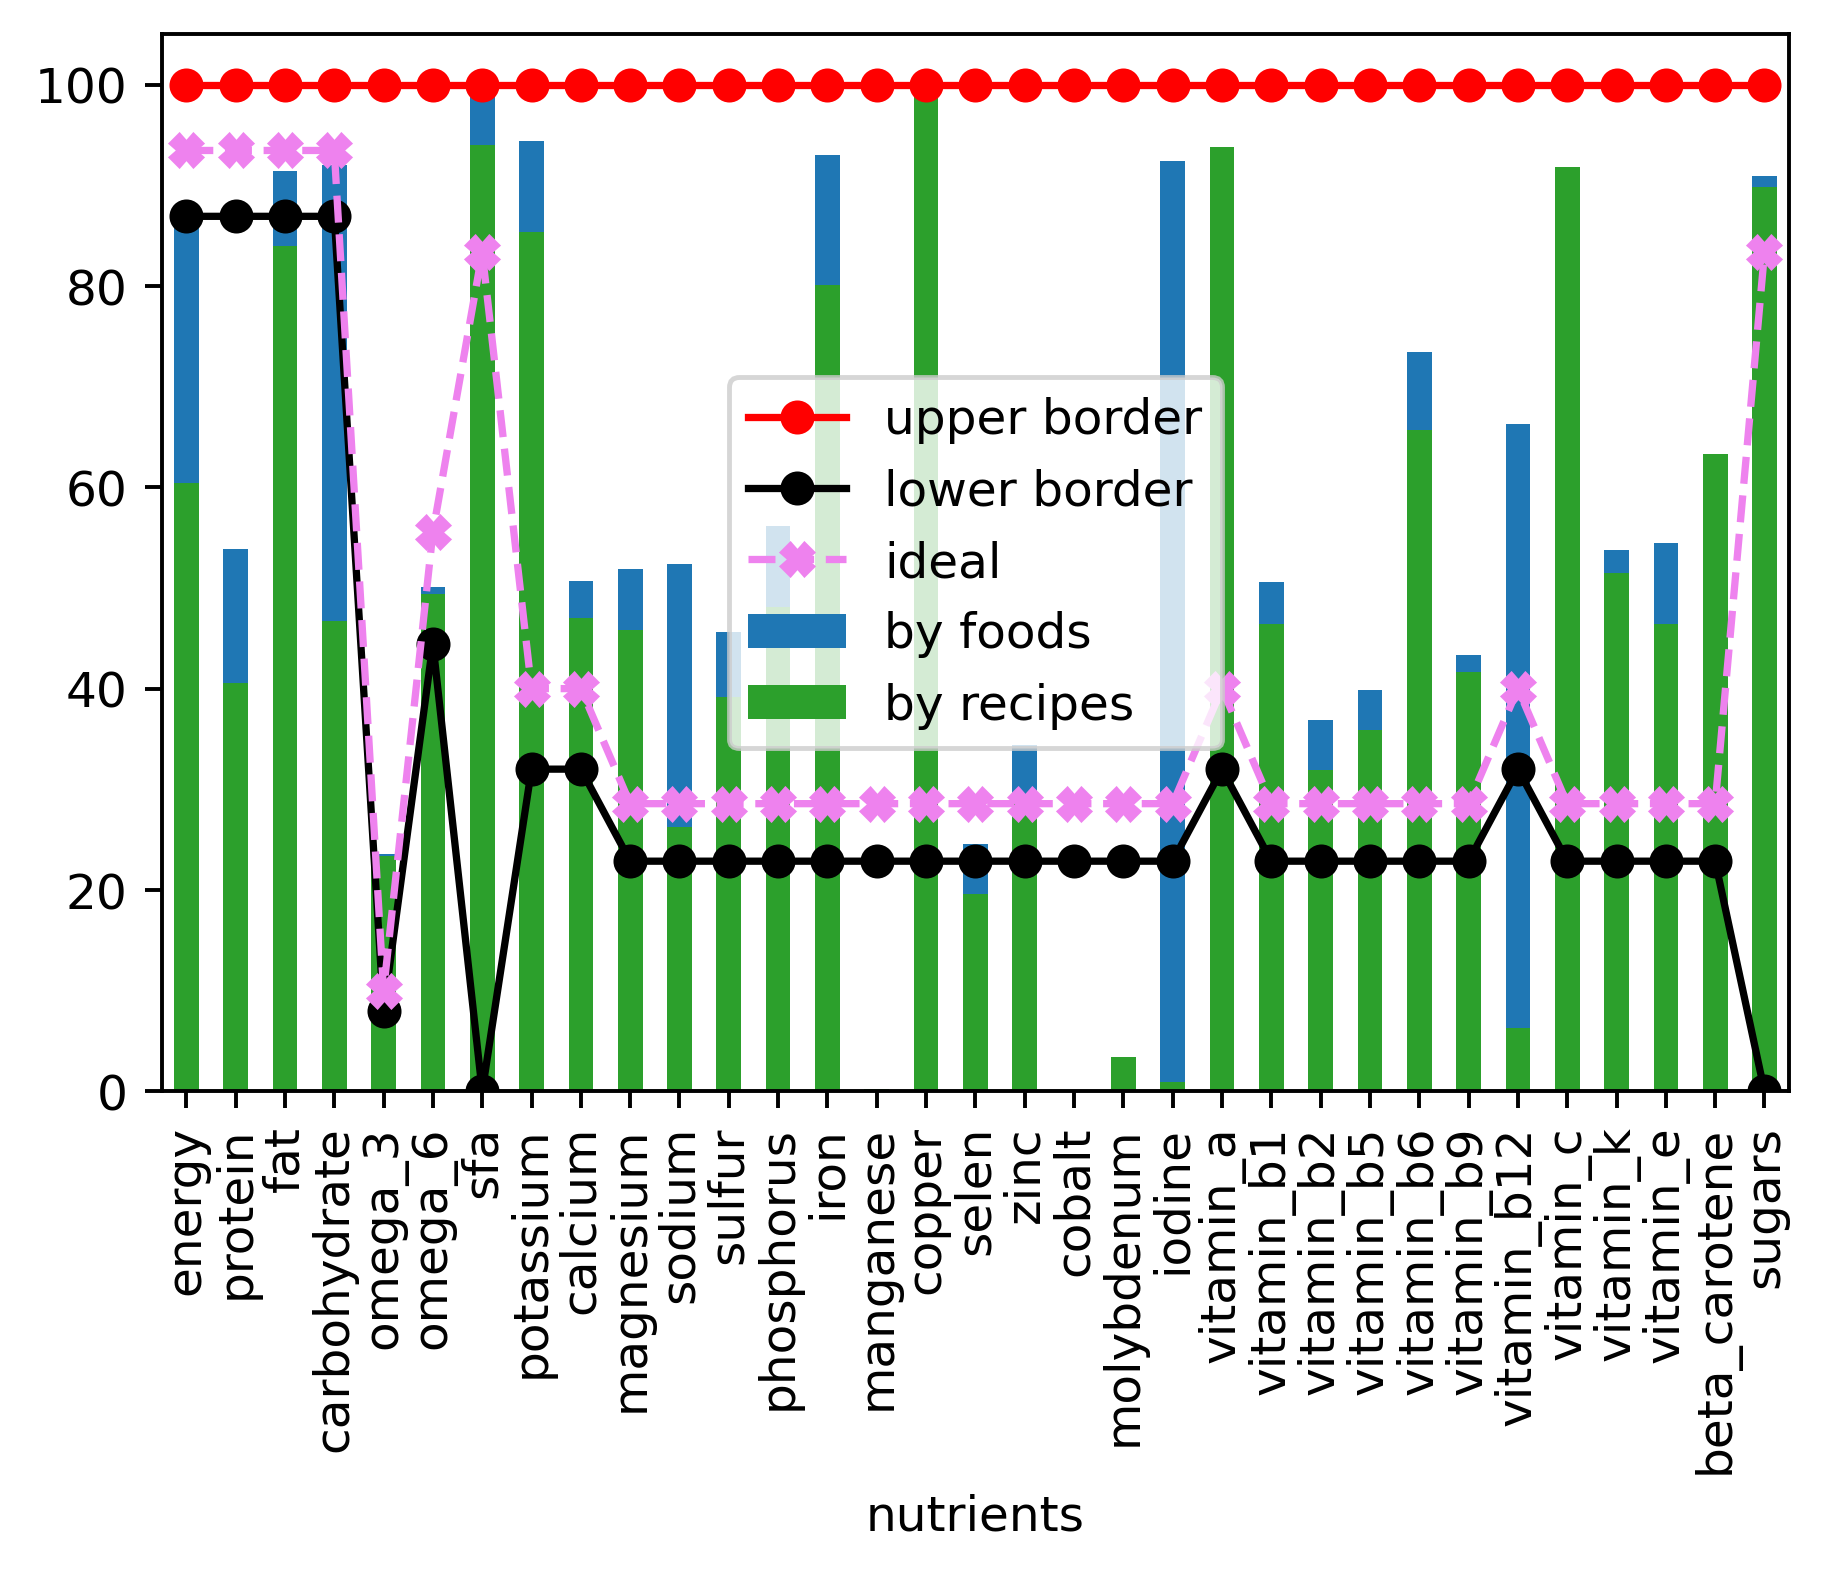 100
80
60
40
20
0
upper border
lower border
ideal
by foods
by recipes
energy
protein
fat
carbohydrate
omega_3
omega_6
sfa
potassium
calcium
magnesium
sodium
sulfur
phosphorus
iron
manganese
copper
selen
zinc
cobalt
molybdenum
iodine
vitamin_a
vitamin_b1
vitamin_b2
vitamin_b5
vitamin_b6
vitamin_b9
vitamin_b12
vitamin_c
vitamin_k
vitamin_e
beta_carotene
sugars
nutrients